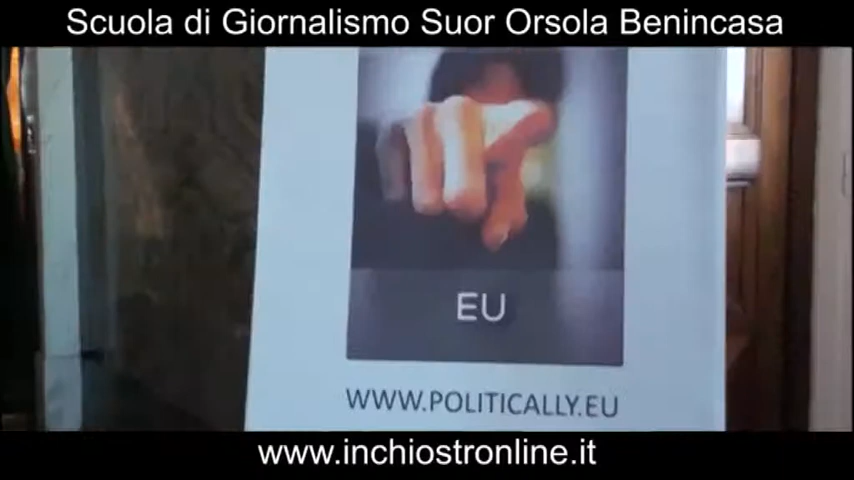 Scuola di Giornalismo Suor Orsola Benincasa
EU
WWW.POLITICALLY.EU
www.inchiostronline.it